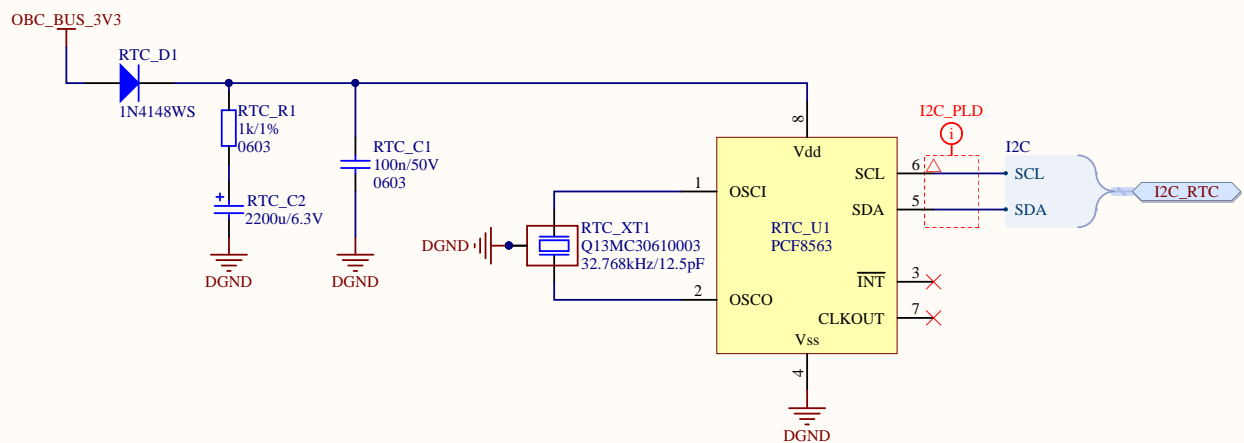 OBC_BUS_3V3
RTC_D1
1N4148WS
RTC_R1
1k/1%
0603
RTC_C2
2200u/6.3V
DGND
RTC_C1
100n/50V
0603
DGND
DGND
RTC_XT1
Q13MC30610003
32.768kHz/12.5pF
1
OSCI
2
OSCO
8
Vdd
RTC_U1
PCF8563
SCL
6
SDA
5
INT
3
CLKOUT
7
Vss
4
DGND
I2C_PLD
i
I2C
SCL
SDA
I2C_RTC